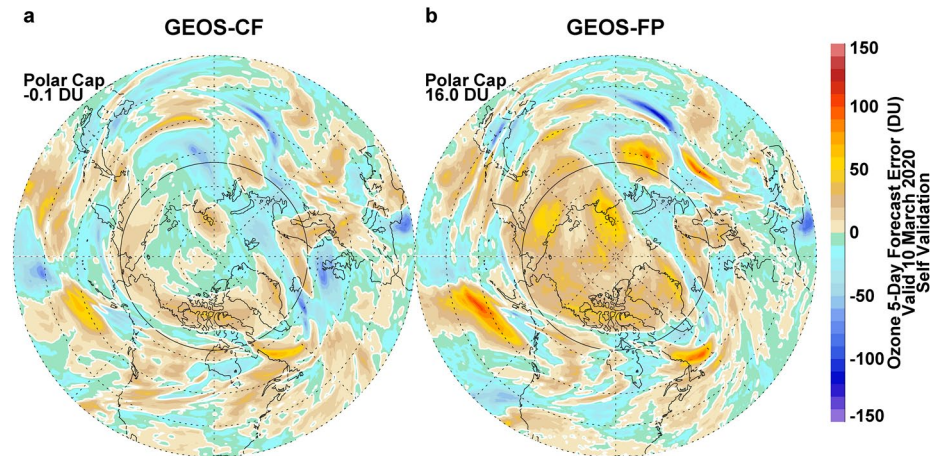 a
GEOS-CF
Polar Cap
-0.1 DU
b
GEOS-FP
Polar Cap
16.0 DU
150
100
50
0
-50
-100
-150
Ozone 5-Day Forecast Error (DU)
Valid 10 March 2020
Self Validation